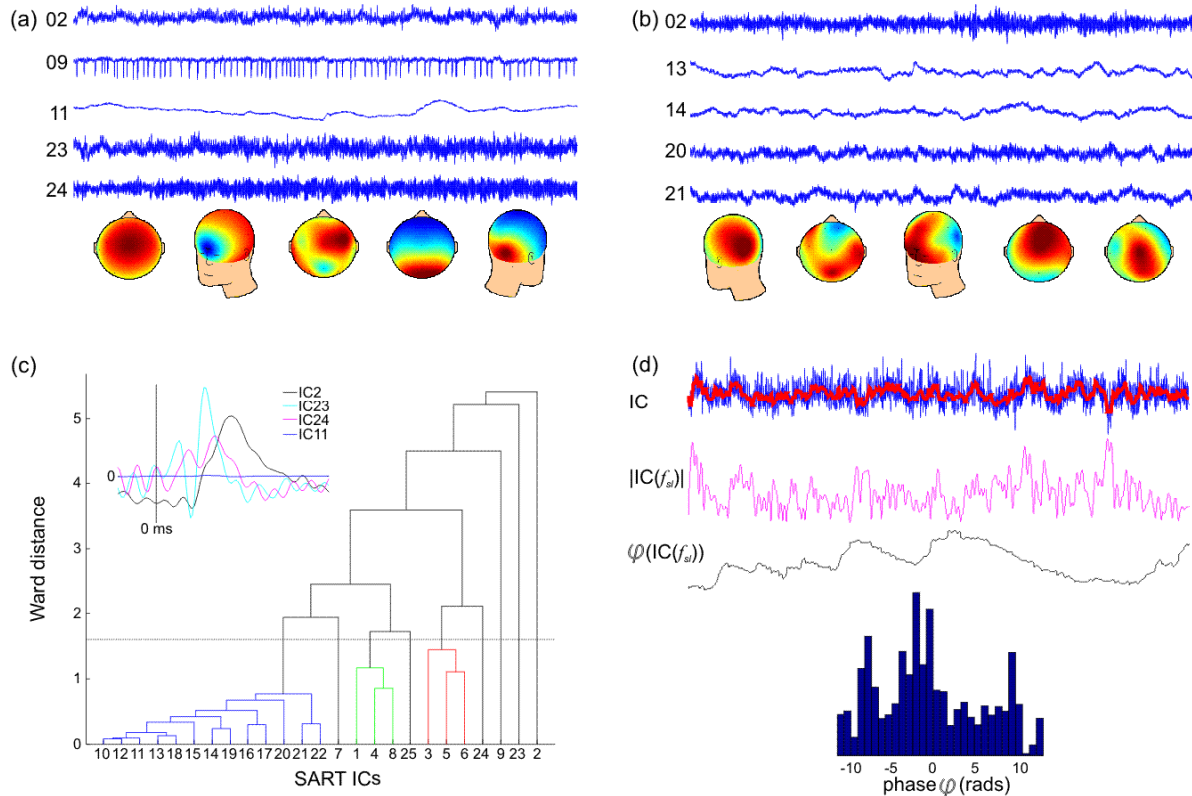 (a)
02
09
11
23
24
(b)
02
13
14
20
21
(c)
IC2
IC23
IC24
IC11
0
0 ms
Ward distance
5
4
3
2
1
0
10 12 11 13 18 15 14 19 16 17 20 21 22 7 1 4 8 25 3 5 6 24 9 23 2
SART ICs
(d)
IC
|IC(fsl)|
φ(IC(fsl))
-10 -5 0 5 10
phase φ (rads)